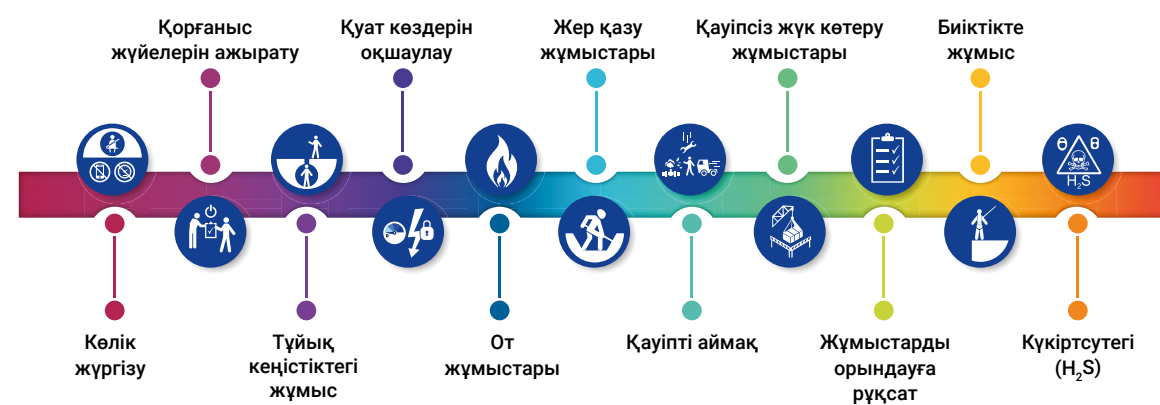 Қорғаныс
жүйелерін ажырату
Қуат көздерін
оқшаулау
Жер қазу
жұмыстары
Қауіпсіз жүк көтеру
жұмыстары
Биіктікте
жұмыс
H₂S
Көлік
жүргізу
Тұйық
кеңістіктегі
жұмыс
От
жұмыстары
Қауіпті аймақ
Жұмыстарды
орындауға
рұқсат
Күкіртсутегі
(H₂S)